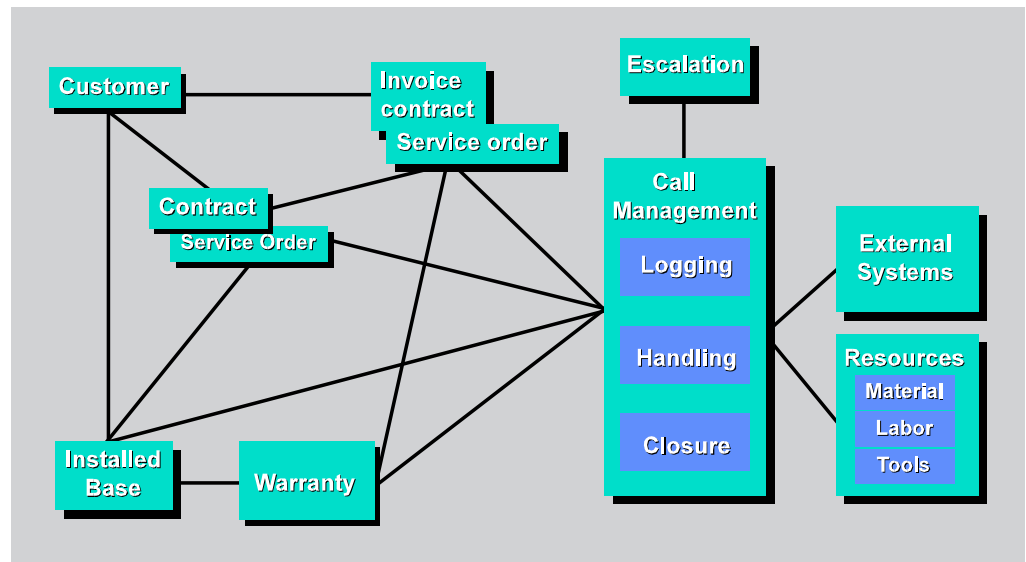 Customer
Invoice
contract
Service order
Escalation
Contract
Service Order
Call
Management
Logging
Handling
Closure
External
Systems
Resources
Material
Labor
Tools
Installed
Base
Warranty